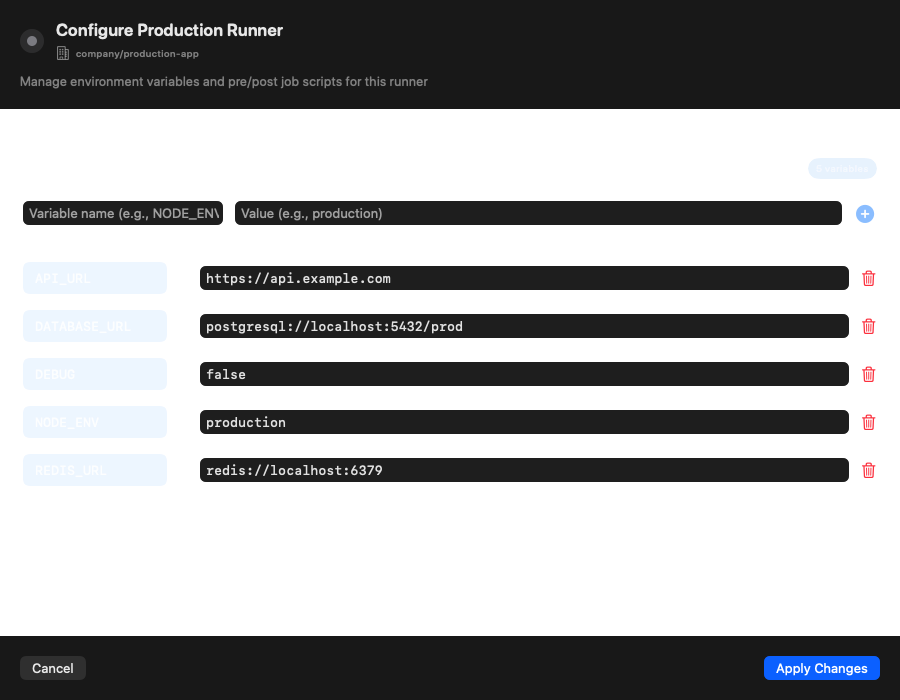 Configure Production Runner
company/production-app
Manage environment variables and pre/post job scripts for this runner
5 variables
Variable name (e.g., NODE_ENV
Value (e.g., production)
API_URL
https://api.example.com
DATABASE_URL
postgresql://localhost:5432/prod
DEBUG
false
NODE_ENV
production
REDIS_URL
redis://localhost:6379
Cancel
Apply Changes